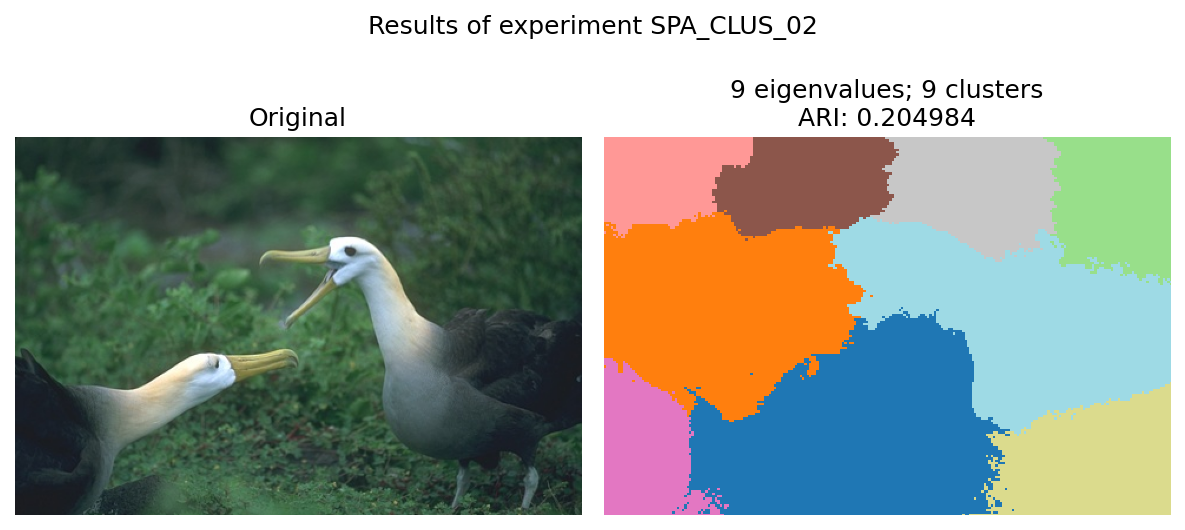 Results of experiment SPA_CLUS_02
Original
9 eigenvalues; 9 clusters
ARI: 0.204984